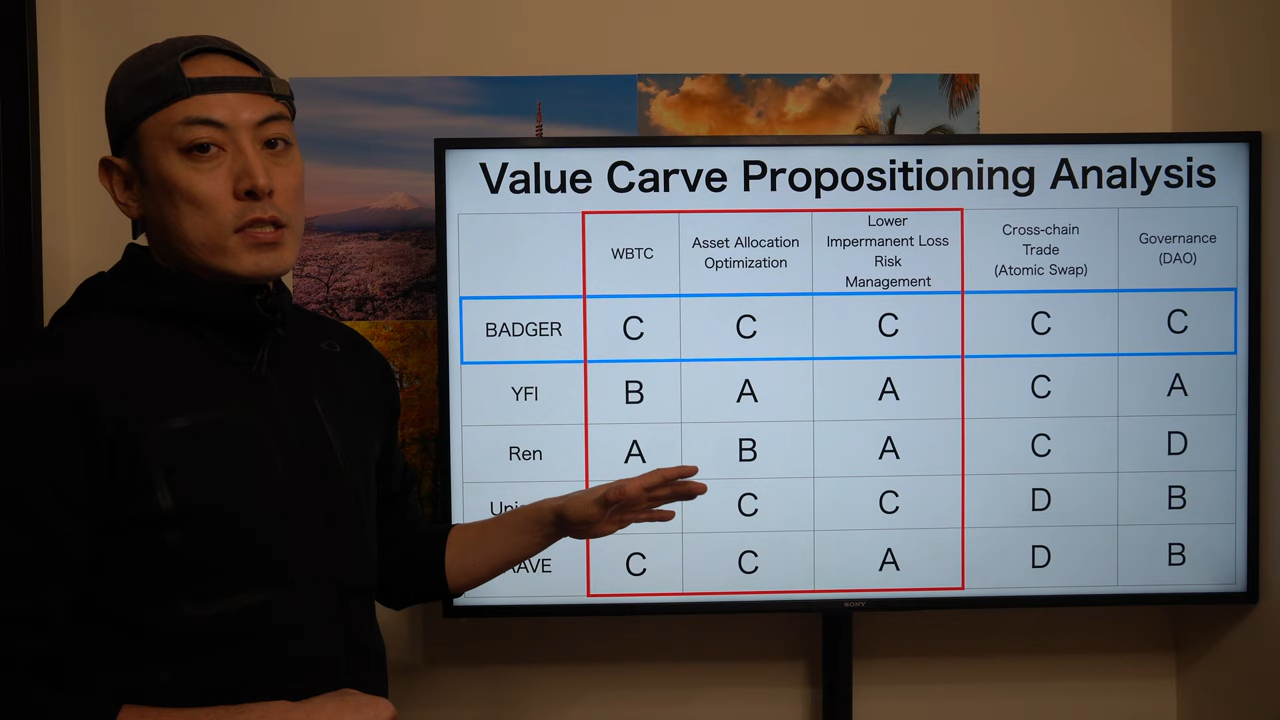 Value Carve Propositioning Analysis
WBTC
Asset Allocation
Optimization
Lower
Impermanent Loss
Risk
Management
Cross-chain
Trade
(Atomic Swap)
Governance
(DAO)
BADGER C C C C C
YFI B A A C A
Ren A B A C D
C C D B
AAVE C C A D B
SONY